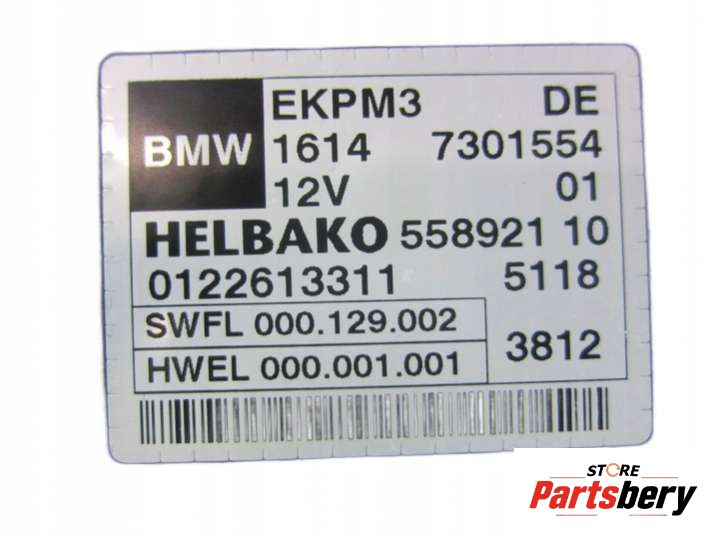 EKPM3 DE
BMW 1614 7301554
12V 01
HELBAKO 558921 10
0122613311 5118
SWFL 000.129.002
3812
HWEL 000.001.001
STORE
Partsbery